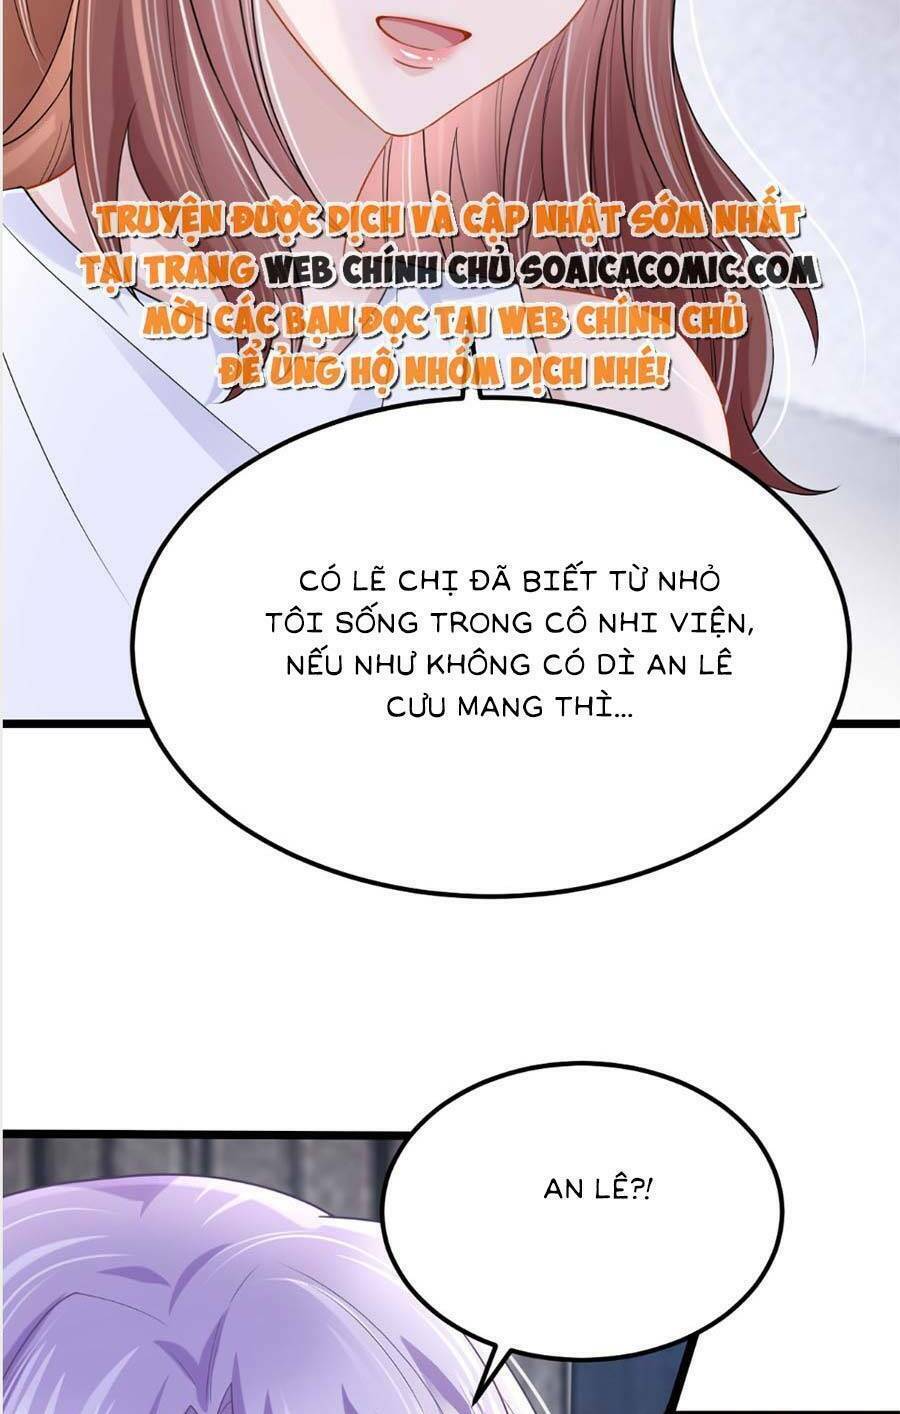 TRUYỆN ĐƯỢC DỊCH VÀ CẬP NHẬT SỚM NHẤT
TẠI TRANG WEB CHÍNH CHỦ SOAICACOMIC.COM
MỜI CÁC BẠN ĐỌC TẠI WEB CHÍNH CHỦ
ĐỂ ỦNG HỘ NHÓM DỊCH NHÉ!
CÓ LẼ CHỊ ĐÃ BIẾT TỪ NHỎ
TÔI SỐNG TRONG CÔ NHI VIỆN,
NẾU NHƯ KHÔNG CÓ DÌ AN LÊ
CƯU MANG THÌ...
AN LÊ?!